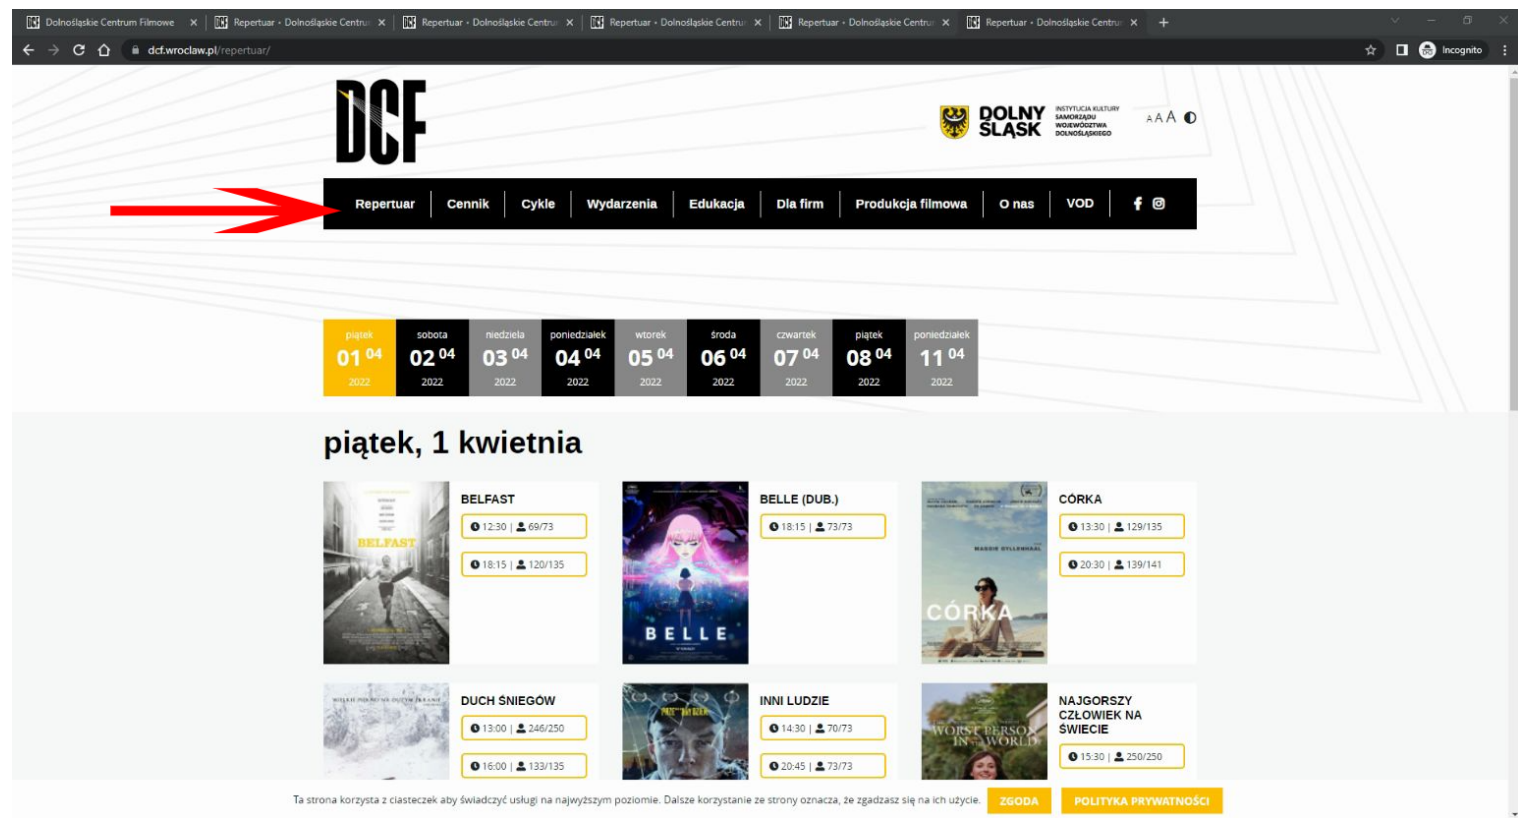 Dolnośląskie Centrum Filmowe
Repertuar • Dolnośląskie Centru
Repertuar • Dolnośląskie Centru
Repertuar • Dolnośląskie Centru
Repertuar • Dolnośląskie Centru
Repertuar • Dolnośląskie Centru
dcf.wroclaw.pl/repertuar/
Incognito
DCF
DOLNY ŚLĄSK
INSTYTUCJA KULTURY
SAMORZĄDU
WOJEWÓDZTWA
DOLNOŚLĄSKIEGO
A A A
Repertuar Cennik Cykle Wydarzenia Edukacja Dla firm Produkcja filmowa O nas VOD
piątek sobota niedziela poniedziałek wtorek środa czwartek piątek poniedziałek
01 04 02 04 03 04 04 04 05 04 06 04 07 04 08 04 11 04
2022 2022 2022 2022 2022 2022 2022 2022 2022
piątek, 1 kwietnia
BELFAST
BELFAST
12:30 | 69/73
18:15 | 120/135
BELLE
BELLE (DUB.)
18:15 | 73/73
MAGGIE GYLLENHAAL
CÓRKA
CÓRKA
13:30 | 129/135
20:30 | 139/141
DUCH ŚNIEGÓW
13:00 | 246/250
16:00 | 133/135
INNI LUDZIE
14:30 | 70/73
20:45 | 73/73
WORST PERSON
IN WORLD
NAJGORSZY
CZŁOWIEK NA
ŚWIECIE
15:30 | 250/250
Ta strona korzysta z ciasteczek aby świadczyć usługi na najwyższym poziomie. Dalsze korzystanie ze strony oznacza, że zgadzasz się na ich użycie. ZGODA POLITYKA PRYWATNOŚCI